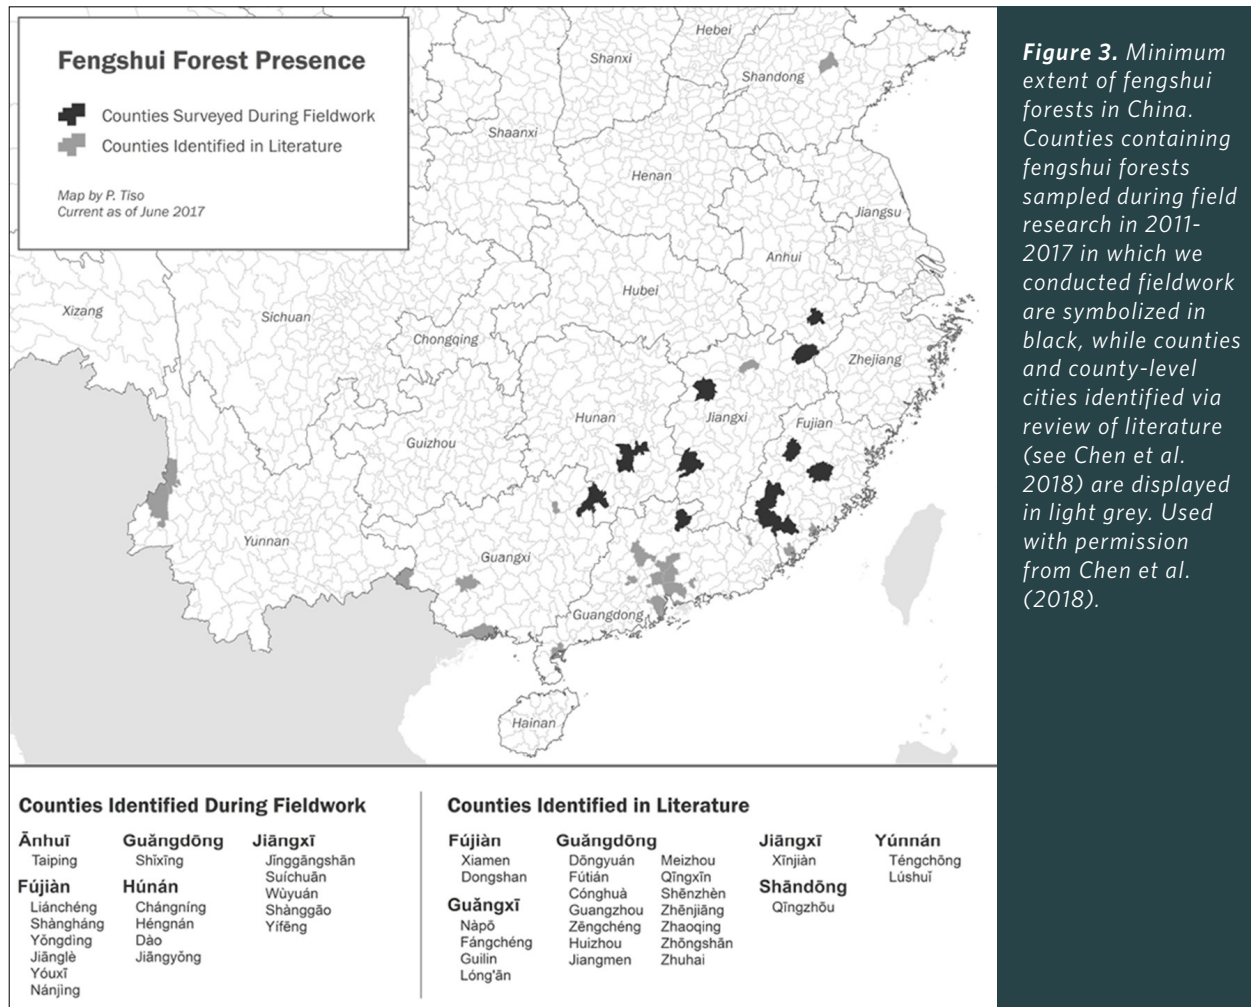 Fengshui Forest Presence
Counties Surveyed During Fieldwork
Counties Identified in Literature
Map by P. Tiso
Current as of June 2017
Hebei
Shanxi
Shandong
Shaanxi
Henan
Jiangsu
Anhui
Hubei
Xizang
Sichuan
Chongqing
Zhejiang
Hunan
Jiangxi
Fujian
Guizhou
Yunnan
Guangxi
Guangdong
Hainan
Counties Identified During Fieldwork
Ānhuī
Taiping
Fújiàn
Liánchéng
Shàngháng
Yǒngdìng
Jiānglè
Yóuxī
Nánjìng
Guǎngdōng
Shǐxīng
Húnán
Chángníng
Héngnán
Dào
Jiāngyǒng
Jiāngxī
Jǐnggāngshān
Suíchuān
Wùyuán
Shànggāo
Yífēng
Counties Identified in Literature
Fújiàn
Xiamen
Dongshan
Guǎngxī
Nàpō
Fángchéng
Guilin
Lóng'ān
Guǎngdōng
Dōngyuán
Fútián
Cónghuà
Guangzhou
Zēngchéng
Huizhou
Jiangmen
Meizhou
Qīngxīn
Shēnzhèn
Zhēnjiāng
Zhaoqing
Zhōngshān
Zhuhai
Jiāngxī
Xīnjiàn
Shāndōng
Qīngzhōu
Yúnnán
Téngchōng
Lúshuǐ
Figure 3. Minimum
extent of fengshui
forests in China.
Counties containing
fengshui forests
sampled during field
research in 2011-
2017 in which we
conducted fieldwork
are symbolized in
black, while counties
and county-level
cities identified via
review of literature
(see Chen et al.
2018) are displayed
in light grey. Used
with permission
from Chen et al.
(2018).